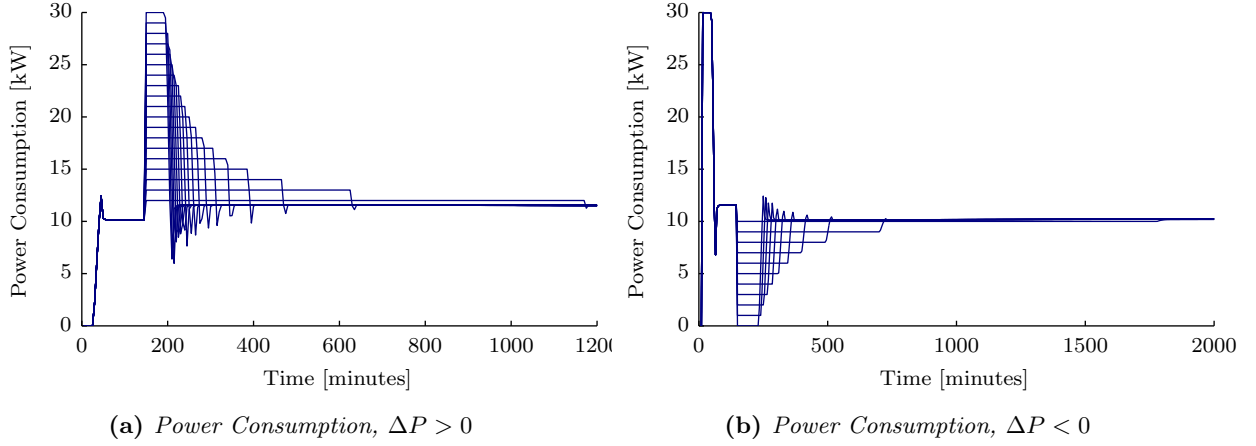 30
25
20
15
10
5
0
Power Consumption [kW]
0 200 400 600 800 1000 1200
Time [minutes]
(a) Power Consumption, ΔP > 0
30
25
20
15
10
5
0
Power Consumption [kW]
0 500 1000 1500 2000
Time [minutes]
(b) Power Consumption, ΔP < 0